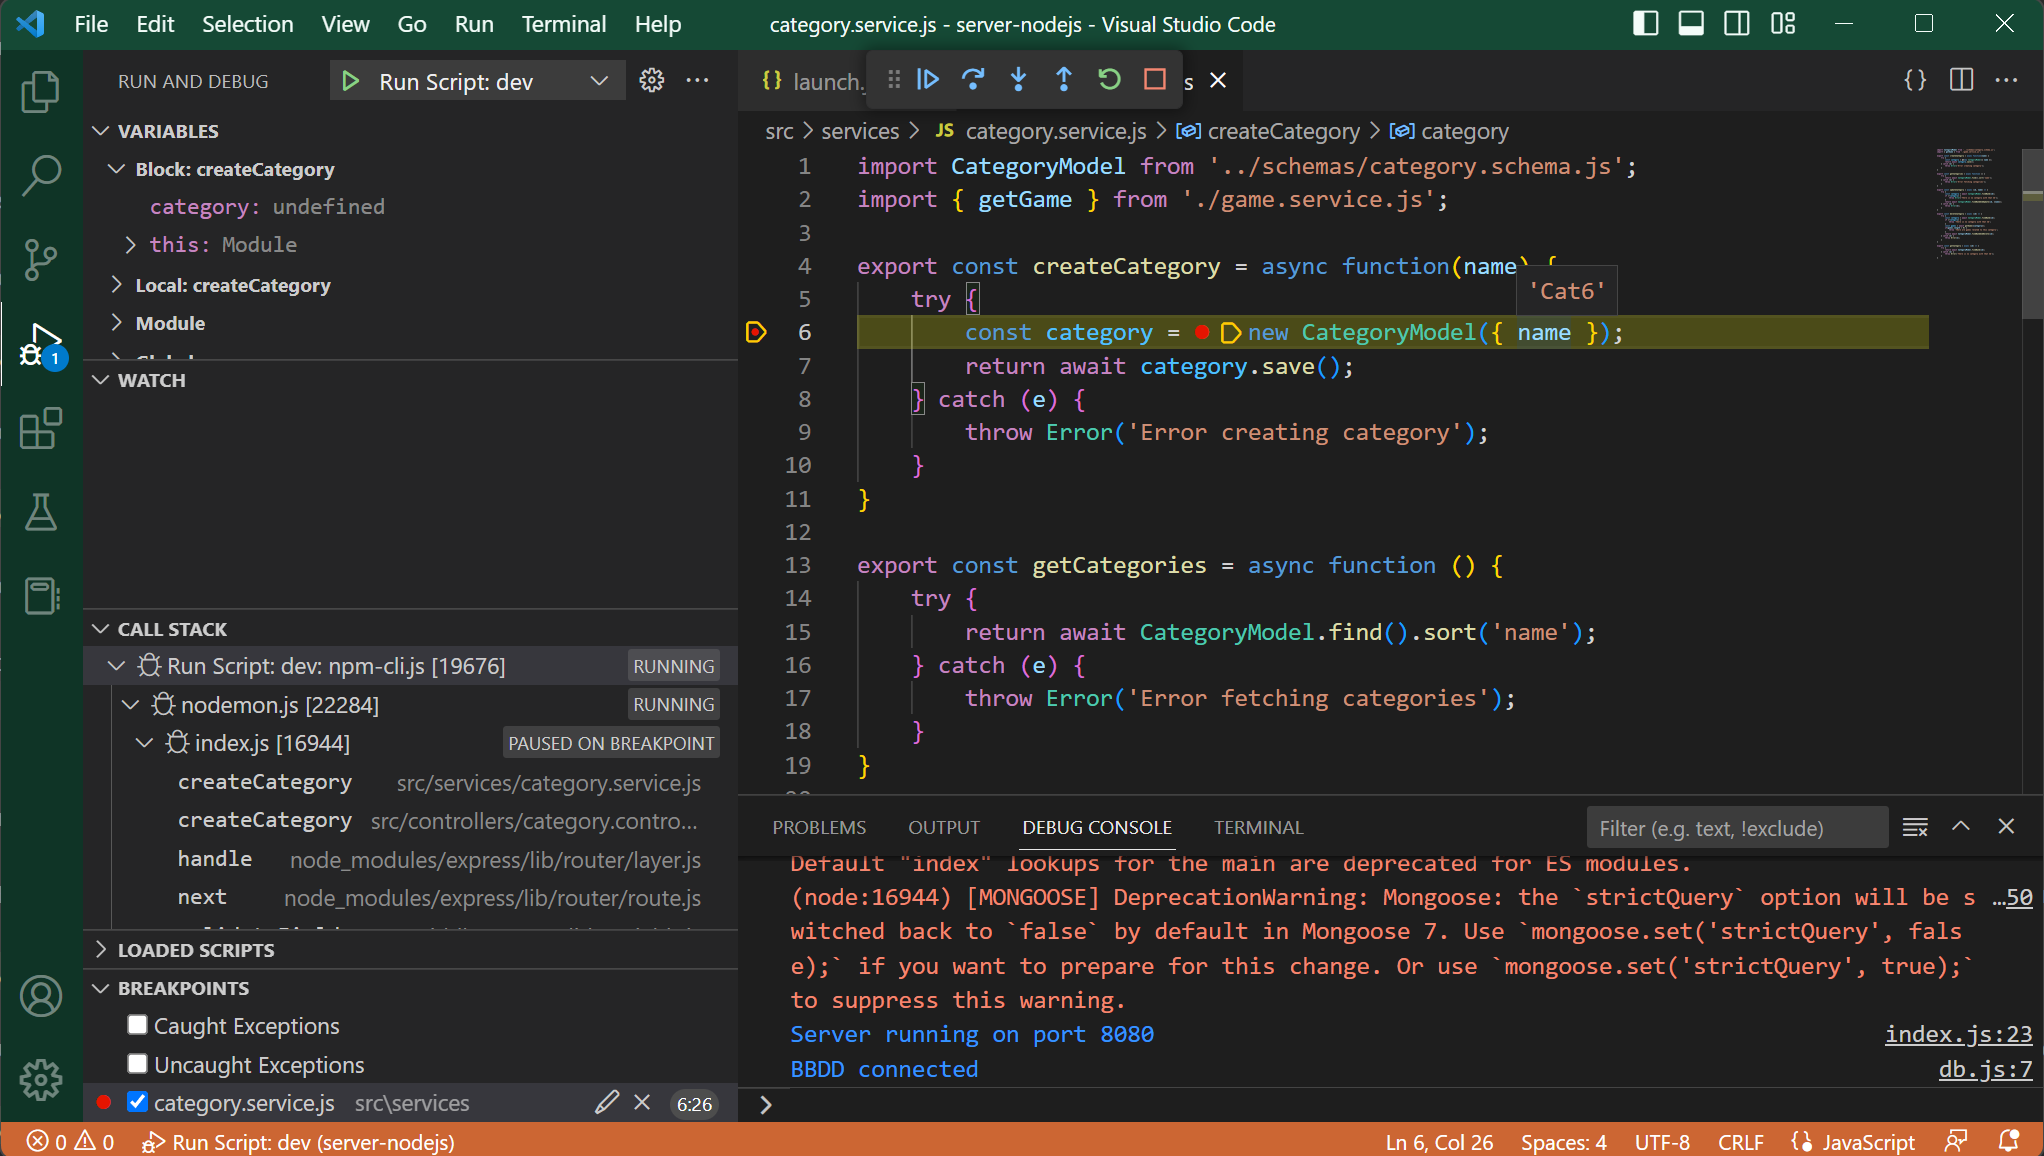 File Edit Selection View Go Run Terminal Help
category.service.js - server-nodejs - Visual Studio Code
RUN AND DEBUG
Run Script: dev
VARIABLES
Block: createCategory
category: undefined
this: Module
Local: createCategory
Module
WATCH
CALL STACK
Run Script: dev: npm-cli.js [19676] RUNNING
nodemon.js [22284] RUNNING
index.js [16944] PAUSED ON BREAKPOINT
createCategory src/services/category.service.js
createCategory src/controllers/category.contro...
handle node_modules/express/lib/router/layer.js
next node_modules/express/lib/router/route.js
LOADED SCRIPTS
BREAKPOINTS
Caught Exceptions
Uncaught Exceptions
category.service.js src\services 6:26
1
{} launch.
s
src > services > JS category.service.js > createCategory > category
1 import CategoryModel from '../schemas/category.schema.js';
2 import { getGame } from './game.service.js';
3
4 export const createCategory = async function(name) {
'Cat6'
5 try {
6 const category = new CategoryModel({ name });
7 return await category.save();
8 } catch (e) {
9 throw Error('Error creating category');
10 }
11 }
12
13 export const getCategories = async function () {
14 try {
15 return await CategoryModel.find().sort('name');
16 } catch (e) {
17 throw Error('Error fetching categories');
18 }
19 }
PROBLEMS OUTPUT DEBUG CONSOLE TERMINAL
Filter (e.g. text, !exclude)
Default "index" lookups for the main are deprecated for ES modules.
(node:16944) [MONGOOSE] DeprecationWarning: Mongoose: the `strictQuery` option will be s …50
witched back to `false` by default in Mongoose 7. Use `mongoose.set('strictQuery', fals
e);` if you want to prepare for this change. Or use `mongoose.set('strictQuery', true);`
to suppress this warning.
Server running on port 8080 index.js:23
BBDD connected db.js:7
>
0 0 Run Script: dev (server-nodejs)
Ln 6, Col 26 Spaces: 4 UTF-8 CRLF {} JavaScript